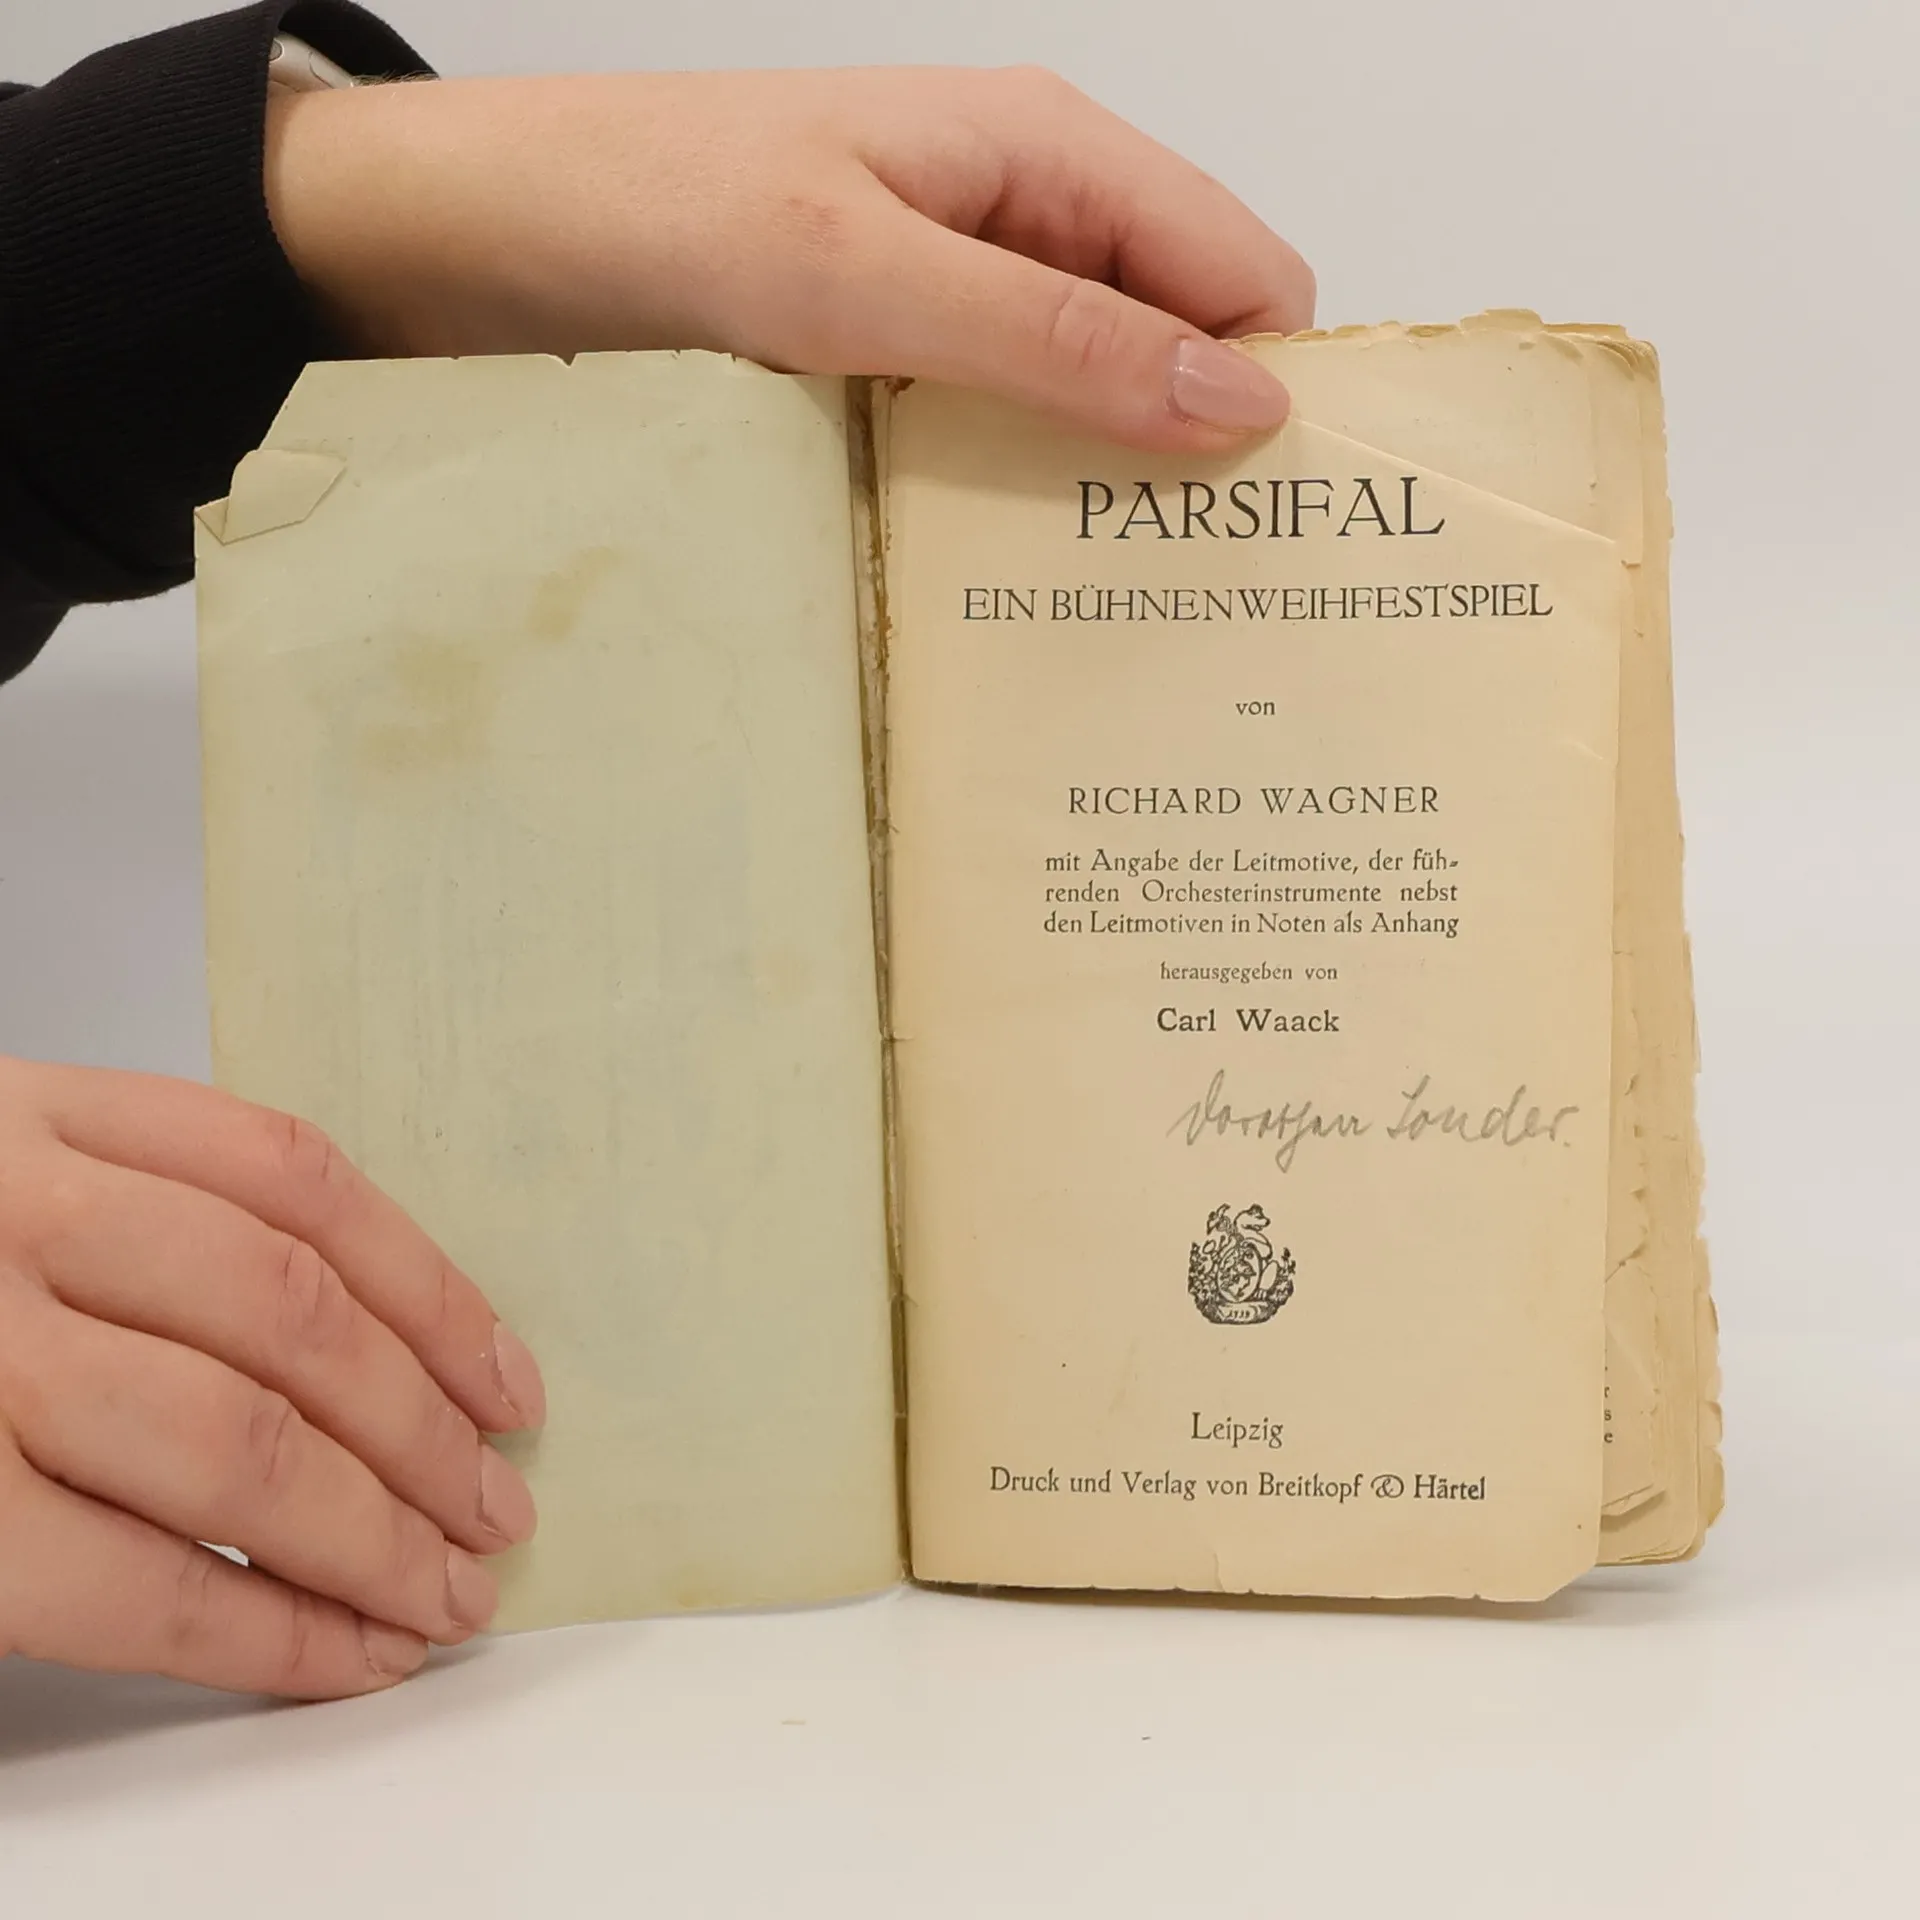 PARSIFAL
EIN BÜHNENWEIHFESTSPIEL
von
RICHARD WAGNER
mit Angabe der Leitmotive, der füh-
renden Orchesterinstrumente nebst
den Leitmotiven in Noten als Anhang
herausgegeben von
Carl Waack
Leipzig
Druck und Verlag von Breitkopf & Härtel